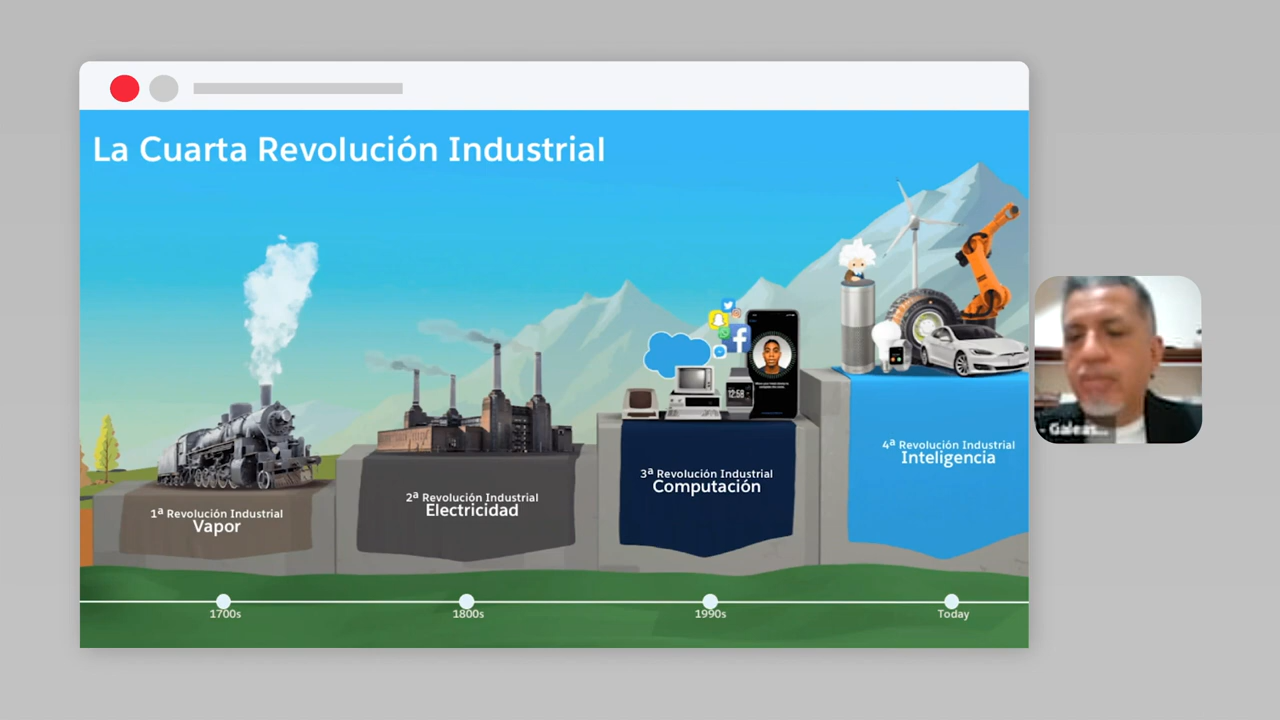 La Cuarta Revolución Industrial
1ª Revolución Industrial
Vapor
2ª Revolución Industrial
Electricidad
3ª Revolución Industrial
Computación
4ª Revolución Industrial
Inteligencia
12:58
1700s
1800s
1990s
Today